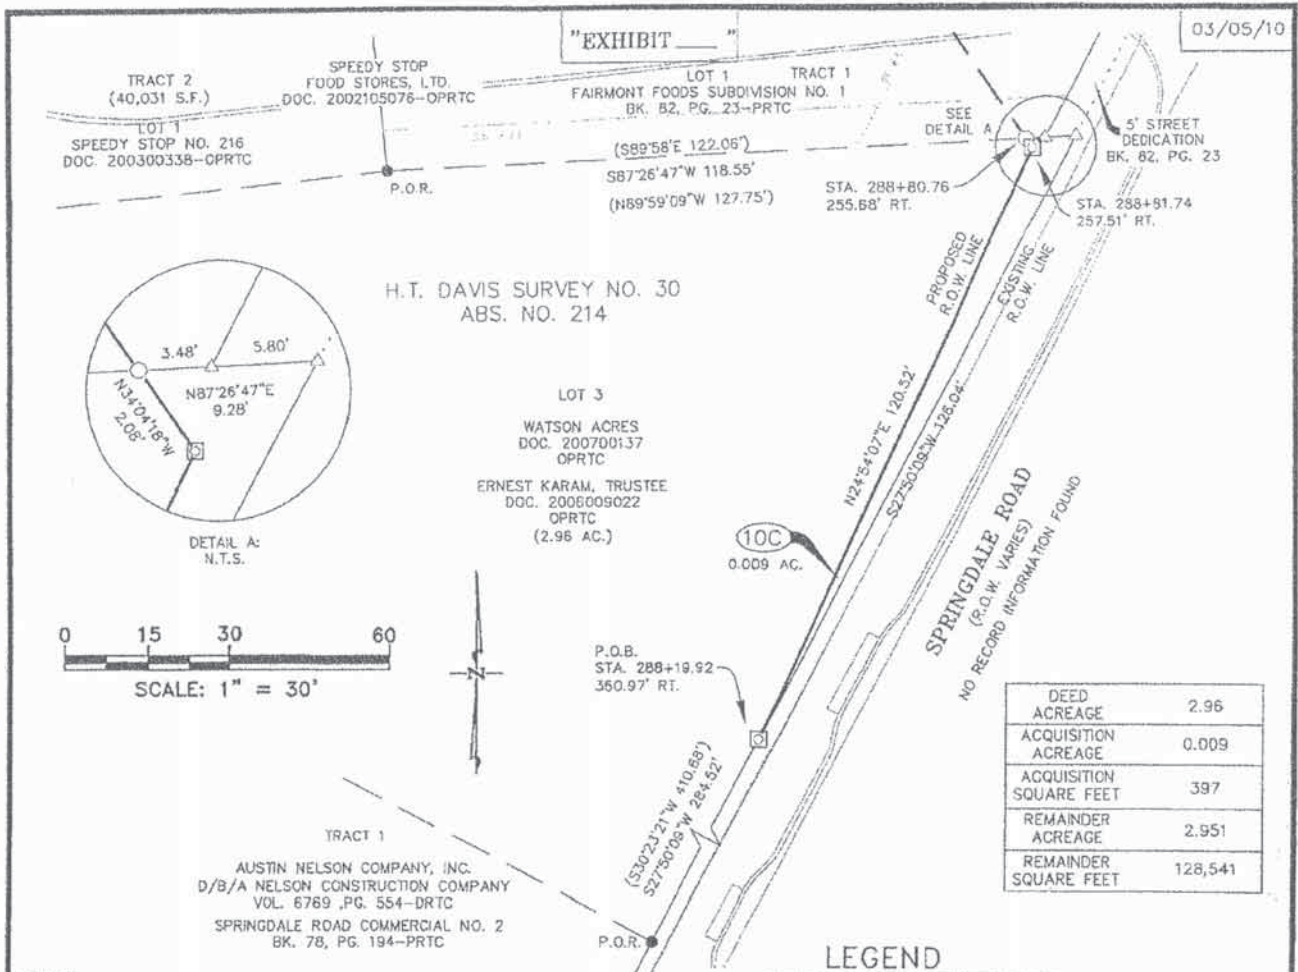 "EXHIBIT ____ "
03/05/10
TRACT 2
(40,031 S.F.)
LOT 1
SPEEDY STOP NO. 216
DOC. 200300338-OPRTC
SPEEDY STOP
FOOD STORES, LTD.
DOC. 2002105076-OPRTC
LOT 1 TRACT 1
FAIRMONT FOODS SUBDIVISION NO. 1
BK. 82, PG. 23-PRTC
SEE
DETAIL A
5' STREET
DEDICATION
BK. 82, PG. 23
(S89°58'E 122.06')
S87°26'47"W 118.55'
(N89°59'09"W 127.75')
P.O.R.
STA. 288+80.76
255.68' RT.
STA. 288+81.74
257.51' RT.
PROPOSED
R.O.W. LINE
EXISTING
R.O.W. LINE
H.T. DAVIS SURVEY NO. 30
ABS. NO. 214
3.48'
5.80'
N87°26'47"E
9.28'
N34°04'18"W
2.08'
DETAIL A:
N.T.S.
LOT 3
WATSON ACRES
DOC. 200700137
OPRTC
ERNEST KARAM, TRUSTEE
DOC. 2006009022
OPRTC
(2.96 AC.)
N24°54'07"E 120.52'
S27°50'09"W 126.04'
10C
0.009 AC.
SPRINGDALE ROAD
(R.O.W. VARIES)
NO RECORD INFORMATION FOUND
0 15 30 60
SCALE: 1" = 30'
N
P.O.B.
STA. 288+19.92
360.97' RT.
(S30°23'21"W 410.68')
S27°50'09"W 284.52'
DEED
ACREAGE
2.96
ACQUISITION
ACREAGE
0.009
ACQUISITION
SQUARE FEET
397
REMAINDER
ACREAGE
2.951
REMAINDER
SQUARE FEET
128,541
TRACT 1
AUSTIN NELSON COMPANY, INC.
D/B/A NELSON CONSTRUCTION COMPANY
VOL. 6769 ,PG. 554-DRTC
SPRINGDALE ROAD COMMERCIAL NO. 2
BK. 78, PG. 194-PRTC
P.O.R.
LEGEND